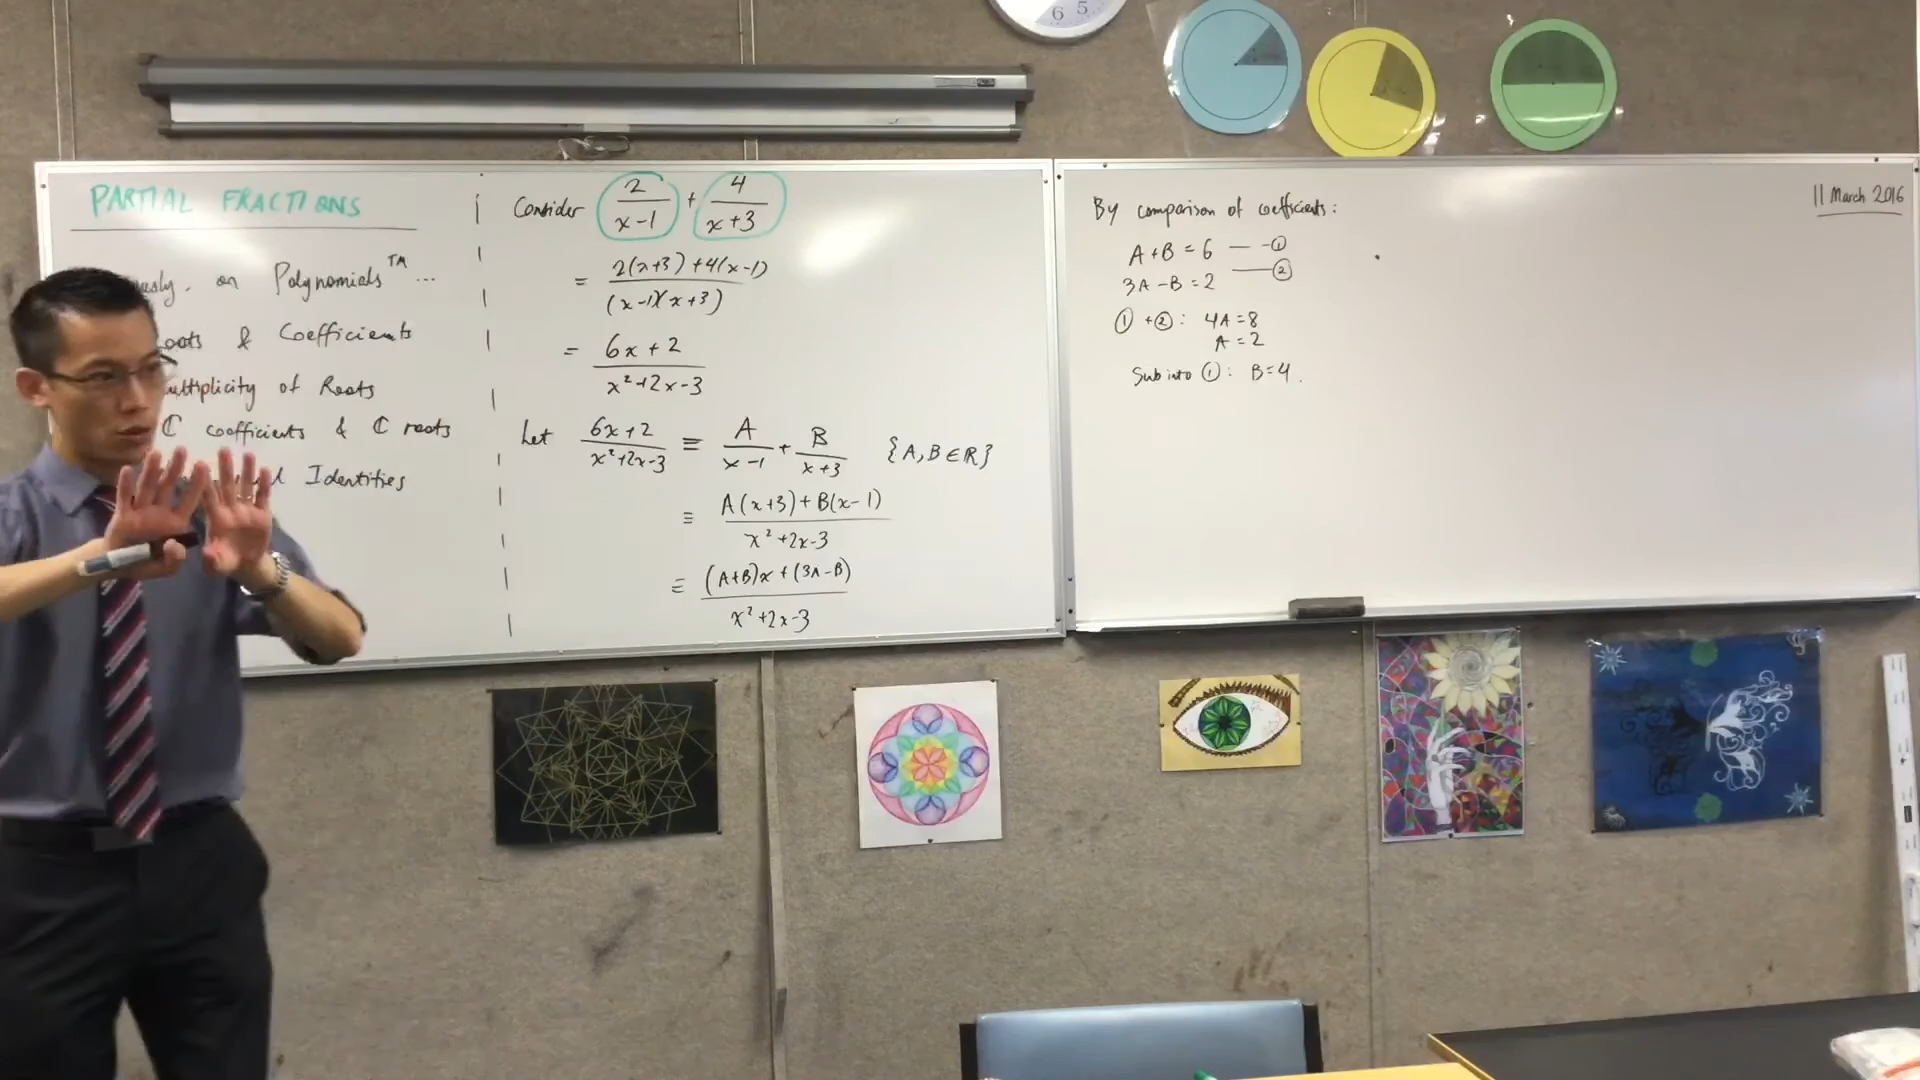 6 5
PARTIAL FRACTIONS
on Polynomials™...
& Coefficients
of Roots
ℂ coefficients & ℂ roots
Identities
Consider 2/(x-1) + 4/(x+3)
= (2(x+3)+4(x-1))/((x-1)(x+3))
= (6x+2)/(x²+2x-3)
Let (6x+2)/(x²+2x-3) ≡ A/(x-1) + B/(x+3) {A,B∈ℝ}
≡ (A(x+3)+B(x-1))/(x²+2x-3)
≡ ((A+B)x+(3A-B))/(x²+2x-3)
11 March 2016
By comparison of coefficients:
A+B=6 — -①
3A-B=2 — ②
①+②: 4A=8
A=2
Sub into ①: B=4.